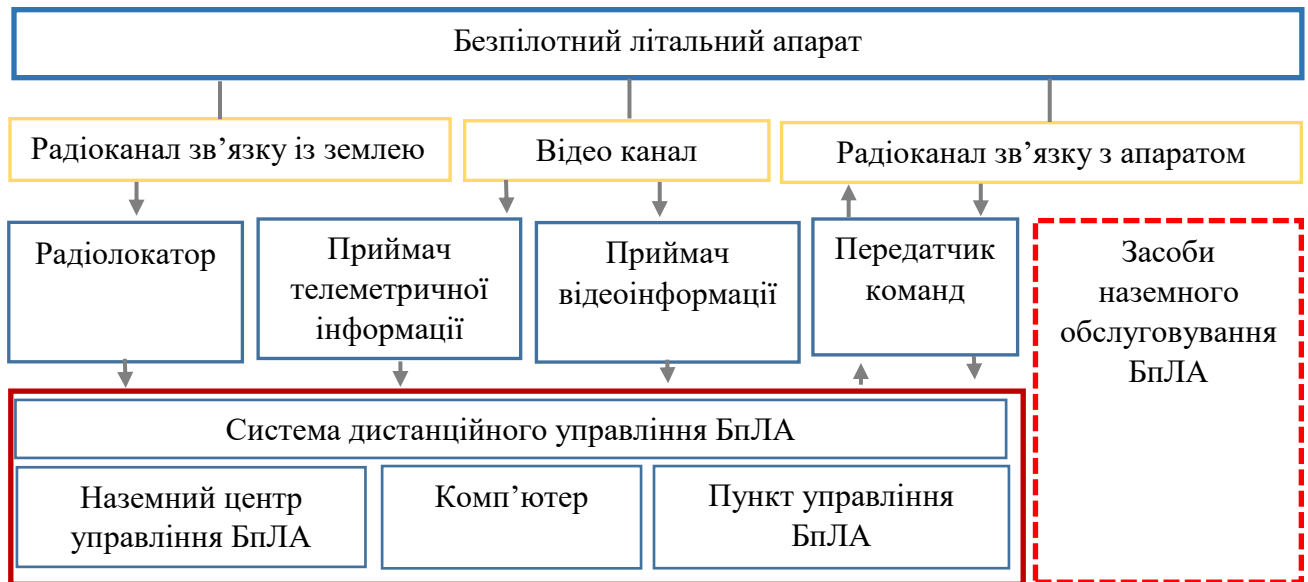 Безпілотний літальний апарат
Радіоканал зв’язку із землею
Відео канал
Радіоканал зв’язку з апаратом
Радіолокатор
Приймач
телеметричної
інформації
Приймач
відеоінформації
Передатчик
команд
Засоби
наземного
обслуговування
БпЛА
Система дистанційного управління БпЛА
Наземний центр
управління БпЛА
Комп’ютер
Пункт управління
БпЛА